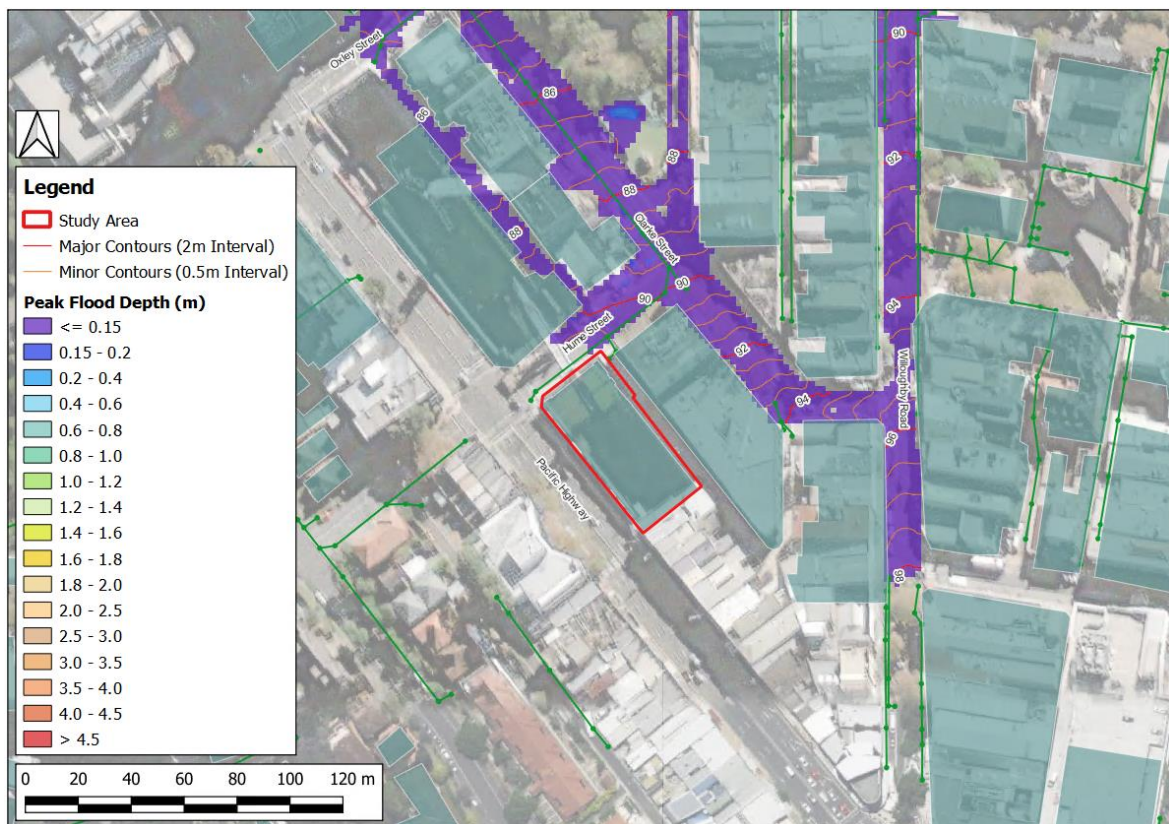 Oxley Street
90
86
86
92
88
88
88
Clarke Street
90
94
90
Hume Street
92
Willoughby Road
94
96
Pacific Highway
98
Legend
Study Area
Major Contours (2m Interval)
Minor Contours (0.5m Interval)
Peak Flood Depth (m)
<= 0.15
0.15 - 0.2
0.2 - 0.4
0.4 - 0.6
0.6 - 0.8
0.8 - 1.0
1.0 - 1.2
1.2 - 1.4
1.4 - 1.6
1.6 - 1.8
1.8 - 2.0
2.0 - 2.5
2.5 - 3.0
3.0 - 3.5
3.5 - 4.0
4.0 - 4.5
> 4.5
0 20 40 60 80 100 120 m